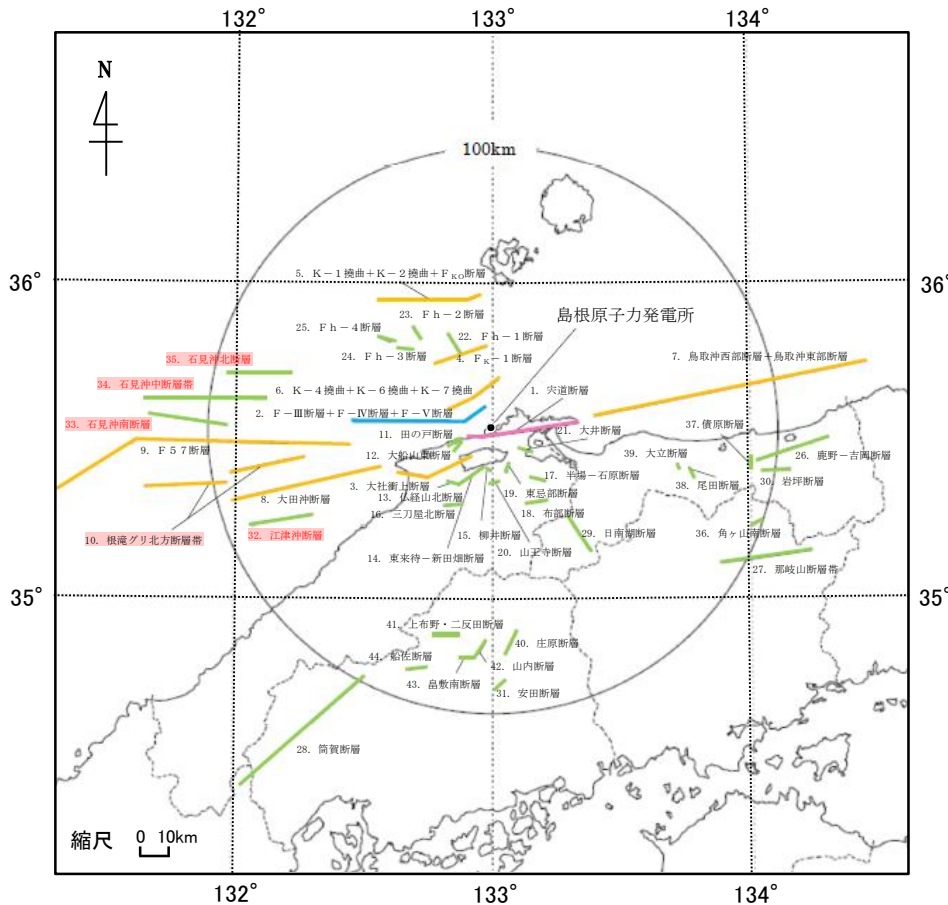 132°
133°
134°
N
100km
36°
36°
5. K－1撓曲＋K－2撓曲＋FKO断層
23. Fh－2断層
島根原子力発電所
25. Fh－4断層
22. Fh－1断層
24. Fh－3断層
4. FK－1断層
7. 鳥取沖西部断層＋鳥取沖東部断層
35. 石見沖北断層
34. 石見沖中断層帯
6. K－4撓曲＋K－6撓曲＋K－7撓曲
1. 宍道断層
33. 石見沖南断層
2. F－Ⅲ断層＋F－Ⅳ断層＋F－Ⅴ断層
37. 債原断層
11. 田の戸断層
21. 大井断層
9. F57断層
12. 大船山東断層
39. 大立断層
26. 鹿野－吉岡断層
17. 半場－石原断層
38. 尾田断層
30. 岩坪断層
3. 大社衝上断層
8. 大田沖断層
13. 仏経山北断層
19. 東忌部断層
16. 三刀屋北断層
18. 布部断層
10. 根滝グリ北方断層帯
32. 江津沖断層
15. 柳井断層
29. 日南湖断層
36. 角ヶ山南断層
14. 東来待－新田畑断層
20. 山王寺断層
27. 那岐山断層帯
35°
35°
41. 上布野・二反田断層
40. 庄原断層
44. 船佐断層
42. 山内断層
43. 畠敷南断層
31. 安田断層
28. 筒賀断層
縮尺 0 10km
132°
133°
134°